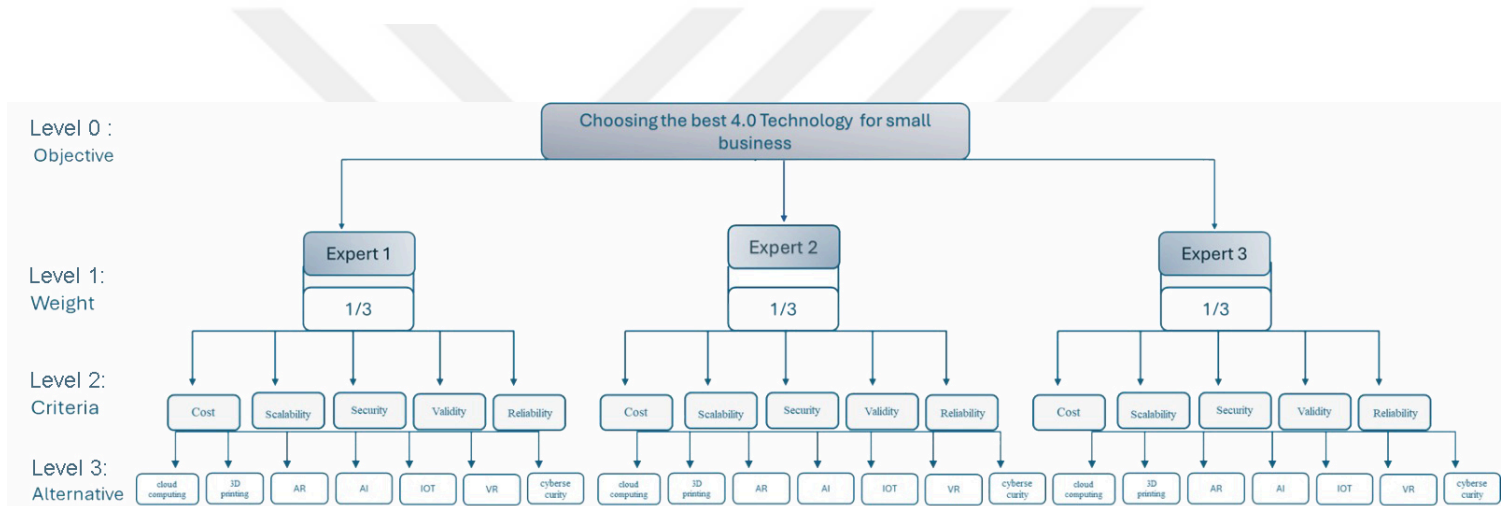 Level 0 :
Objective
Choosing the best 4.0 Technology for small
business
Level 1:
Weight
Expert 1
1/3
Expert 2
1/3
Expert 3
1/3
Level 2:
Criteria
Cost
Scalability
Security
Validity
Reliability
Cost
Scalability
Security
Validity
Reliability
Cost
Scalability
Security
Validity
Reliability
Level 3:
Alternative
cloud
computing
3D
printing
AR
AI
IOT
VR
cyberse
curity
cloud
computing
3D
printing
AR
AI
IOT
VR
cyberse
curity
cloud
computing
3D
printing
AR
AI
IOT
VR
cyberse
curity